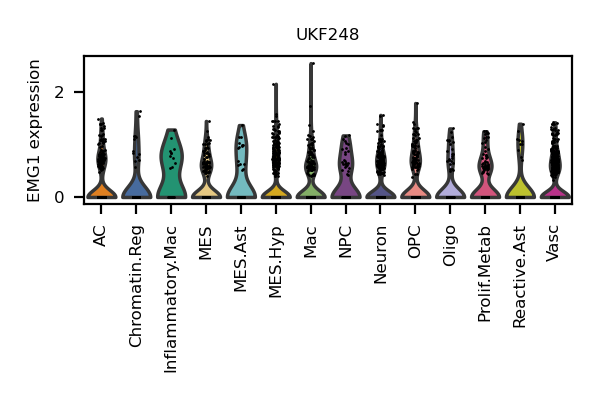 UKF248
EMG1 expression
2
0
AC
Chromatin.Reg
Inflammatory.Mac
MES
MES.Ast
MES.Hyp
Mac
NPC
Neuron
OPC
Oligo
Prolif.Metab
Reactive.Ast
Vasc